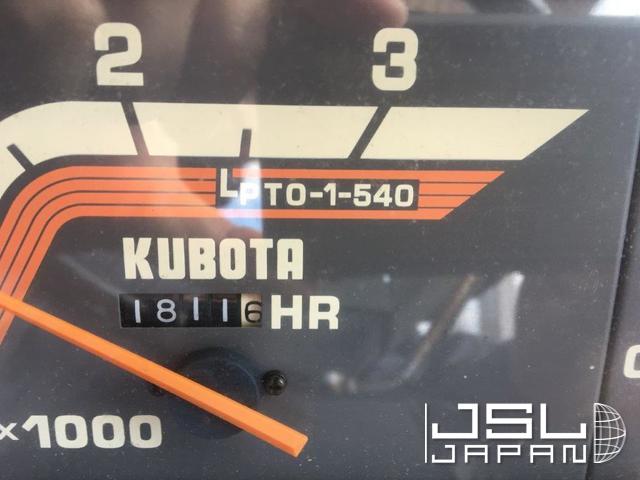 2 3
PTO-1-540
KUBOTA
18116 HR
×1000
JSL
JAPAN